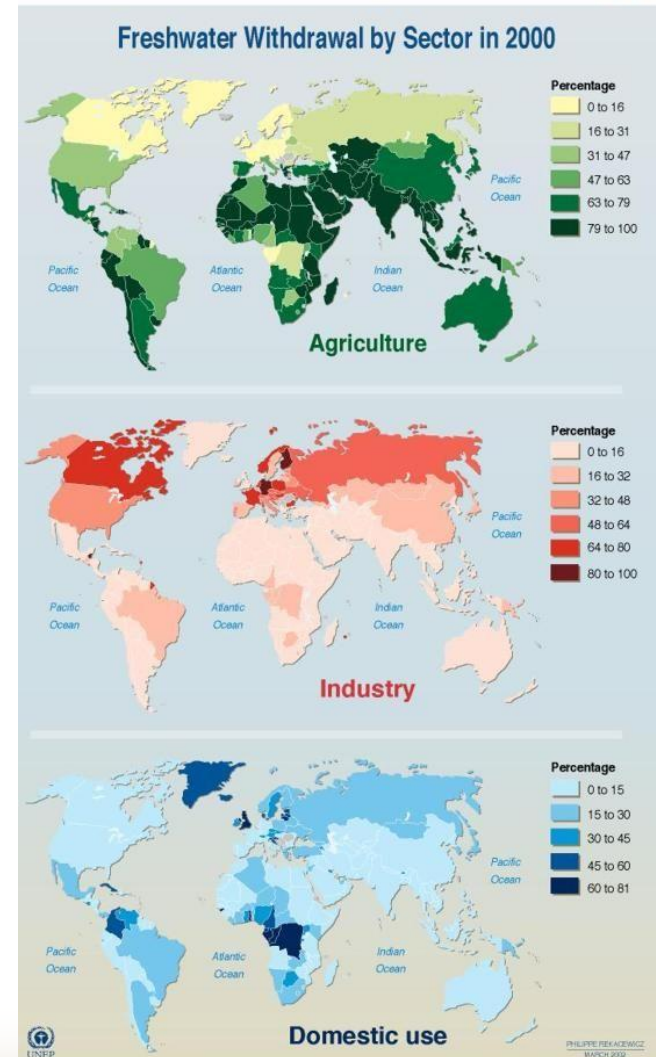 Freshwater Withdrawal by Sector in 2000
Percentage
0 to 16
16 to 31
31 to 47
47 to 63
63 to 79
79 to 100
Pacific
Ocean
Pacific
Ocean
Atlantic
Ocean
Indian
Ocean
Agriculture
Percentage
0 to 16
16 to 32
32 to 48
48 to 64
64 to 80
80 to 100
Pacific
Ocean
Pacific
Ocean
Atlantic
Ocean
Indian
Ocean
Industry
Percentage
0 to 15
15 to 30
30 to 45
45 to 60
60 to 81
Pacific
Ocean
Pacific
Ocean
Atlantic
Ocean
Indian
Ocean
Domestic use
UNEP
PHILIPPE REKACEWICZ
MARCH 2002